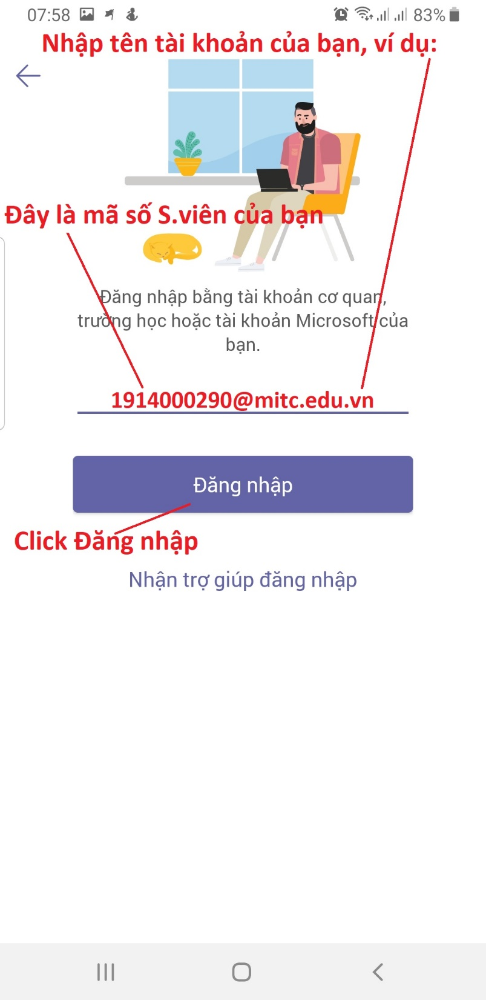 07:58
83%
Nhập tên tài khoản của bạn, ví dụ:
Đây là mã số S.viên của bạn
Đăng nhập bằng tài khoản cơ quan,
trường học hoặc tài khoản Microsoft của
bạn.
1914000290@mitc.edu.vn
Đăng nhập
Click Đăng nhập
Nhận trợ giúp đăng nhập